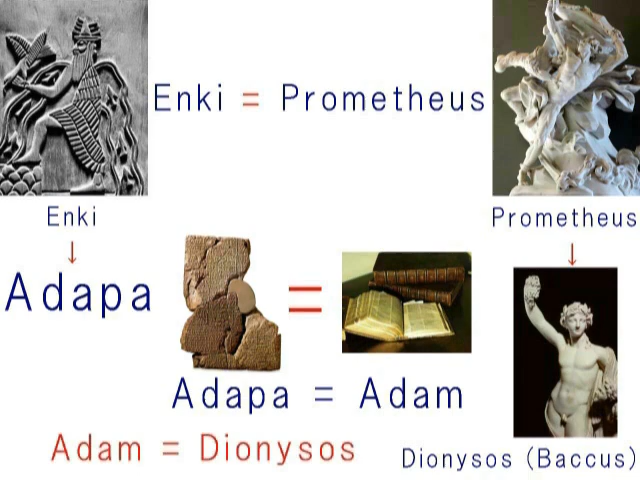 Enki = Prometheus
Enki
Prometheus
↓
↓
Adapa
=
Adapa = Adam
Adam = Dionysos
Dionysos (Baccus)